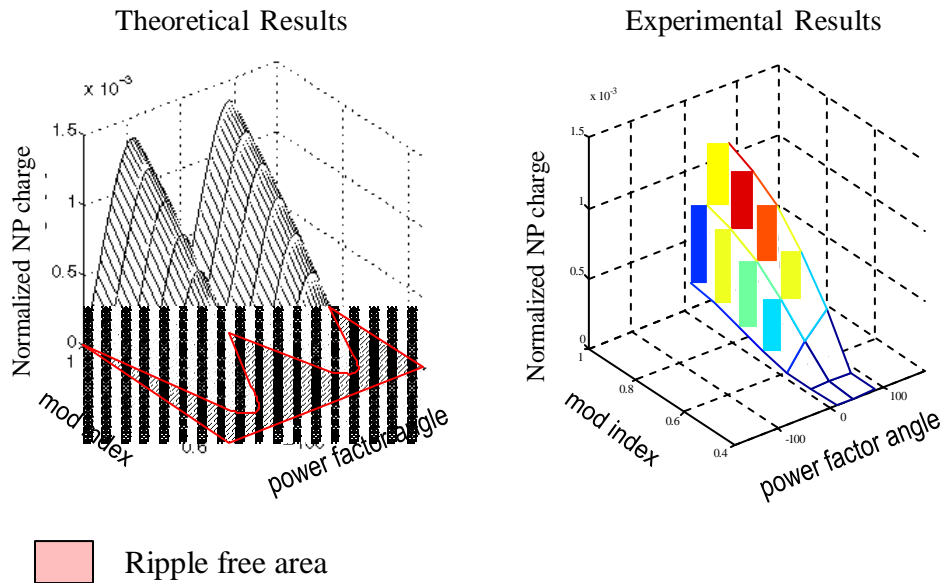 Theoretical Results
Experimental Results
x 10⁻³
1.5
1
0.5
0
1
Normalized NP charge
mod index
0.6
power factor angle
x 10⁻³
1.5
1
0.5
0
1
0.8
0.6
0.4
-100
0
100
Normalized NP charge
mod index
power factor angle
Ripple free area